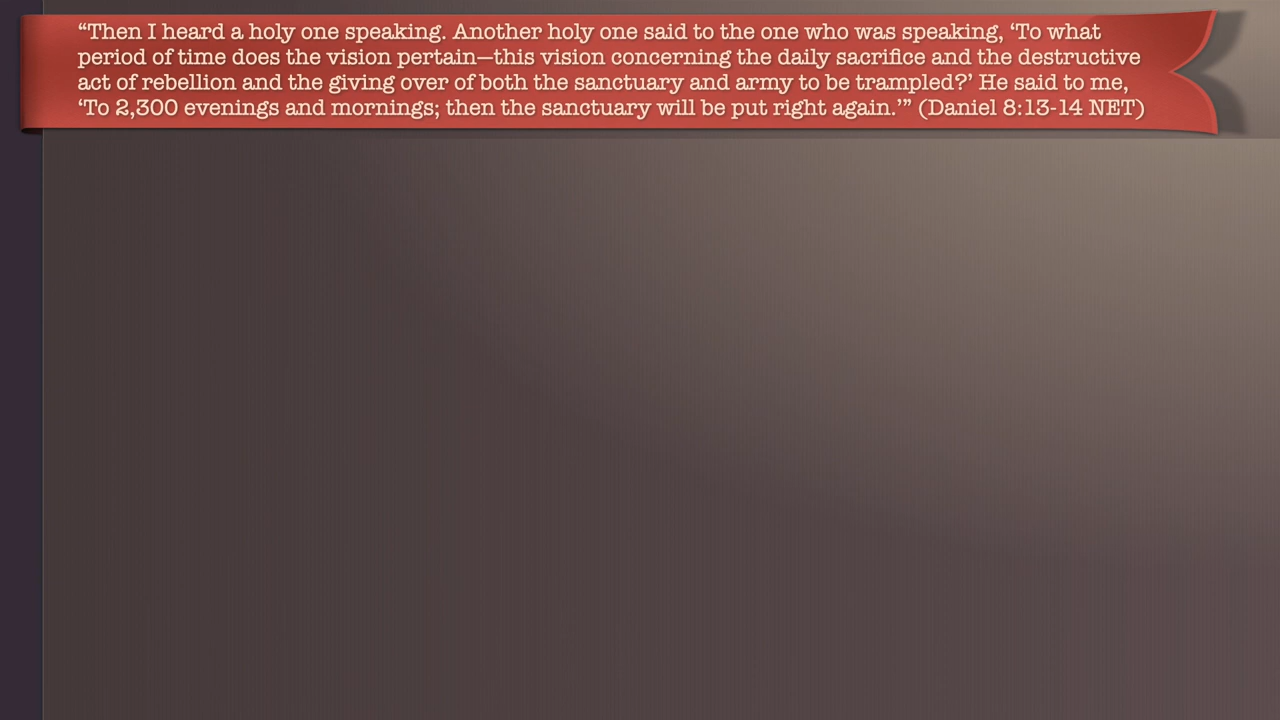 “Then I heard a holy one speaking. Another holy one said to the one who was speaking, ‘To what
period of time does the vision pertain—this vision concerning the daily sacrifice and the destructive
act of rebellion and the giving over of both the sanctuary and army to be trampled?’ He said to me,
‘To 2,300 evenings and mornings; then the sanctuary will be put right again.’” (Daniel 8:13-14 NET)